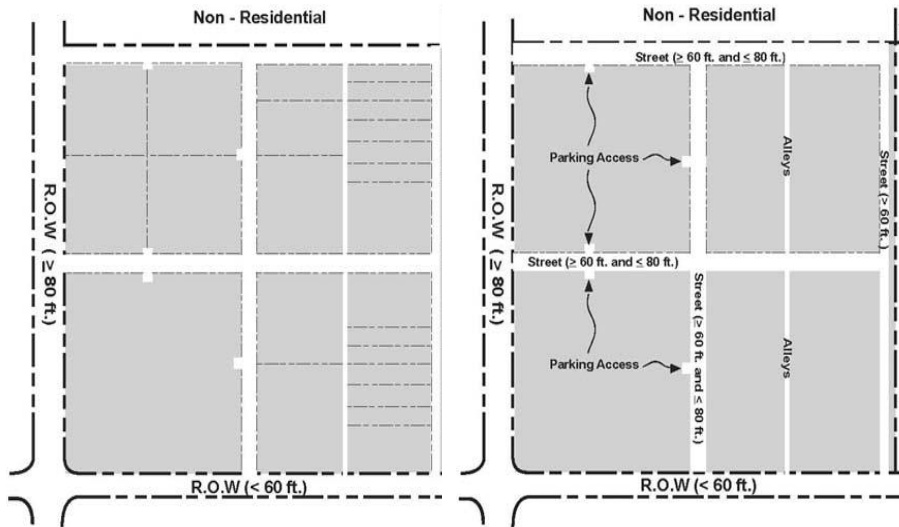 Non - Residential
R.O.W ( ≥ 80 ft.)
R.O.W (< 60 ft.)
Non - Residential
Street (≥ 60 ft. and ≤ 80 ft.)
Parking Access
Alleys
Street (> 60 ft.)
R.O.W ( ≥ 80 ft.)
Street (≥ 60 ft. and ≤ 80 ft.)
Street (≥ 60 ft. and ≤ 80 ft.)
Alleys
Parking Access
R.O.W (< 60 ft.)